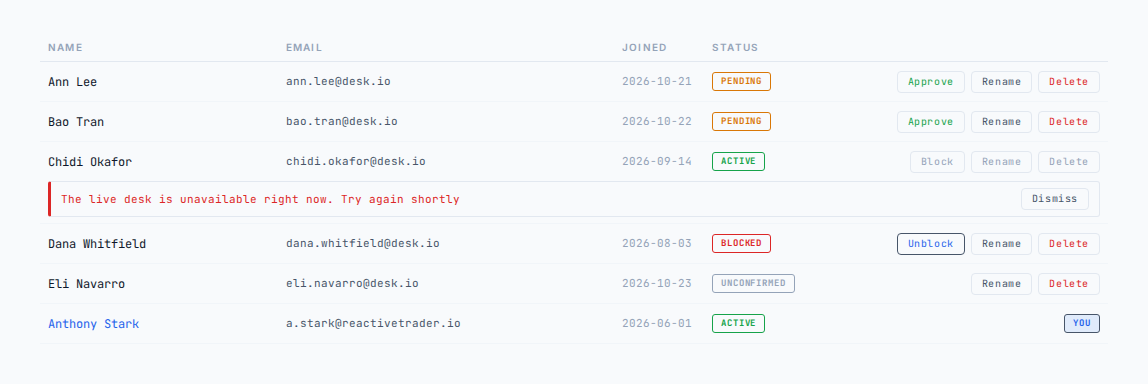 NAME EMAIL JOINED STATUS
Ann Lee ann.lee@desk.io 2026-10-21 PENDING Approve Rename Delete
Bao Tran bao.tran@desk.io 2026-10-22 PENDING Approve Rename Delete
Chidi Okafor chidi.okafor@desk.io 2026-09-14 ACTIVE Block Rename Delete
The live desk is unavailable right now. Try again shortly Dismiss
Dana Whitfield dana.whitfield@desk.io 2026-08-03 BLOCKED Unblock Rename Delete
Eli Navarro eli.navarro@desk.io 2026-10-23 UNCONFIRMED Rename Delete
Anthony Stark a.stark@reactivetrader.io 2026-06-01 ACTIVE YOU